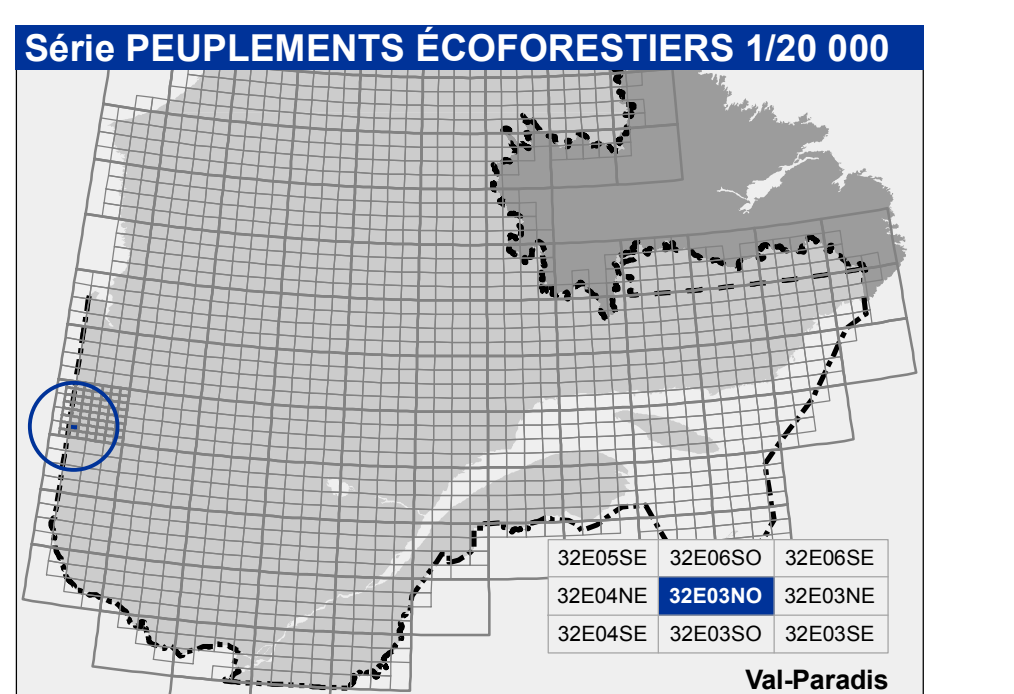 Série PEUPLEMENTS ÉCOFORESTIERS 1/20 000
32E05SE 32E06SO 32E06SE
32E04NE 32E03NO 32E03NE
32E04SE 32E03SO 32E03SE
Val-Paradis